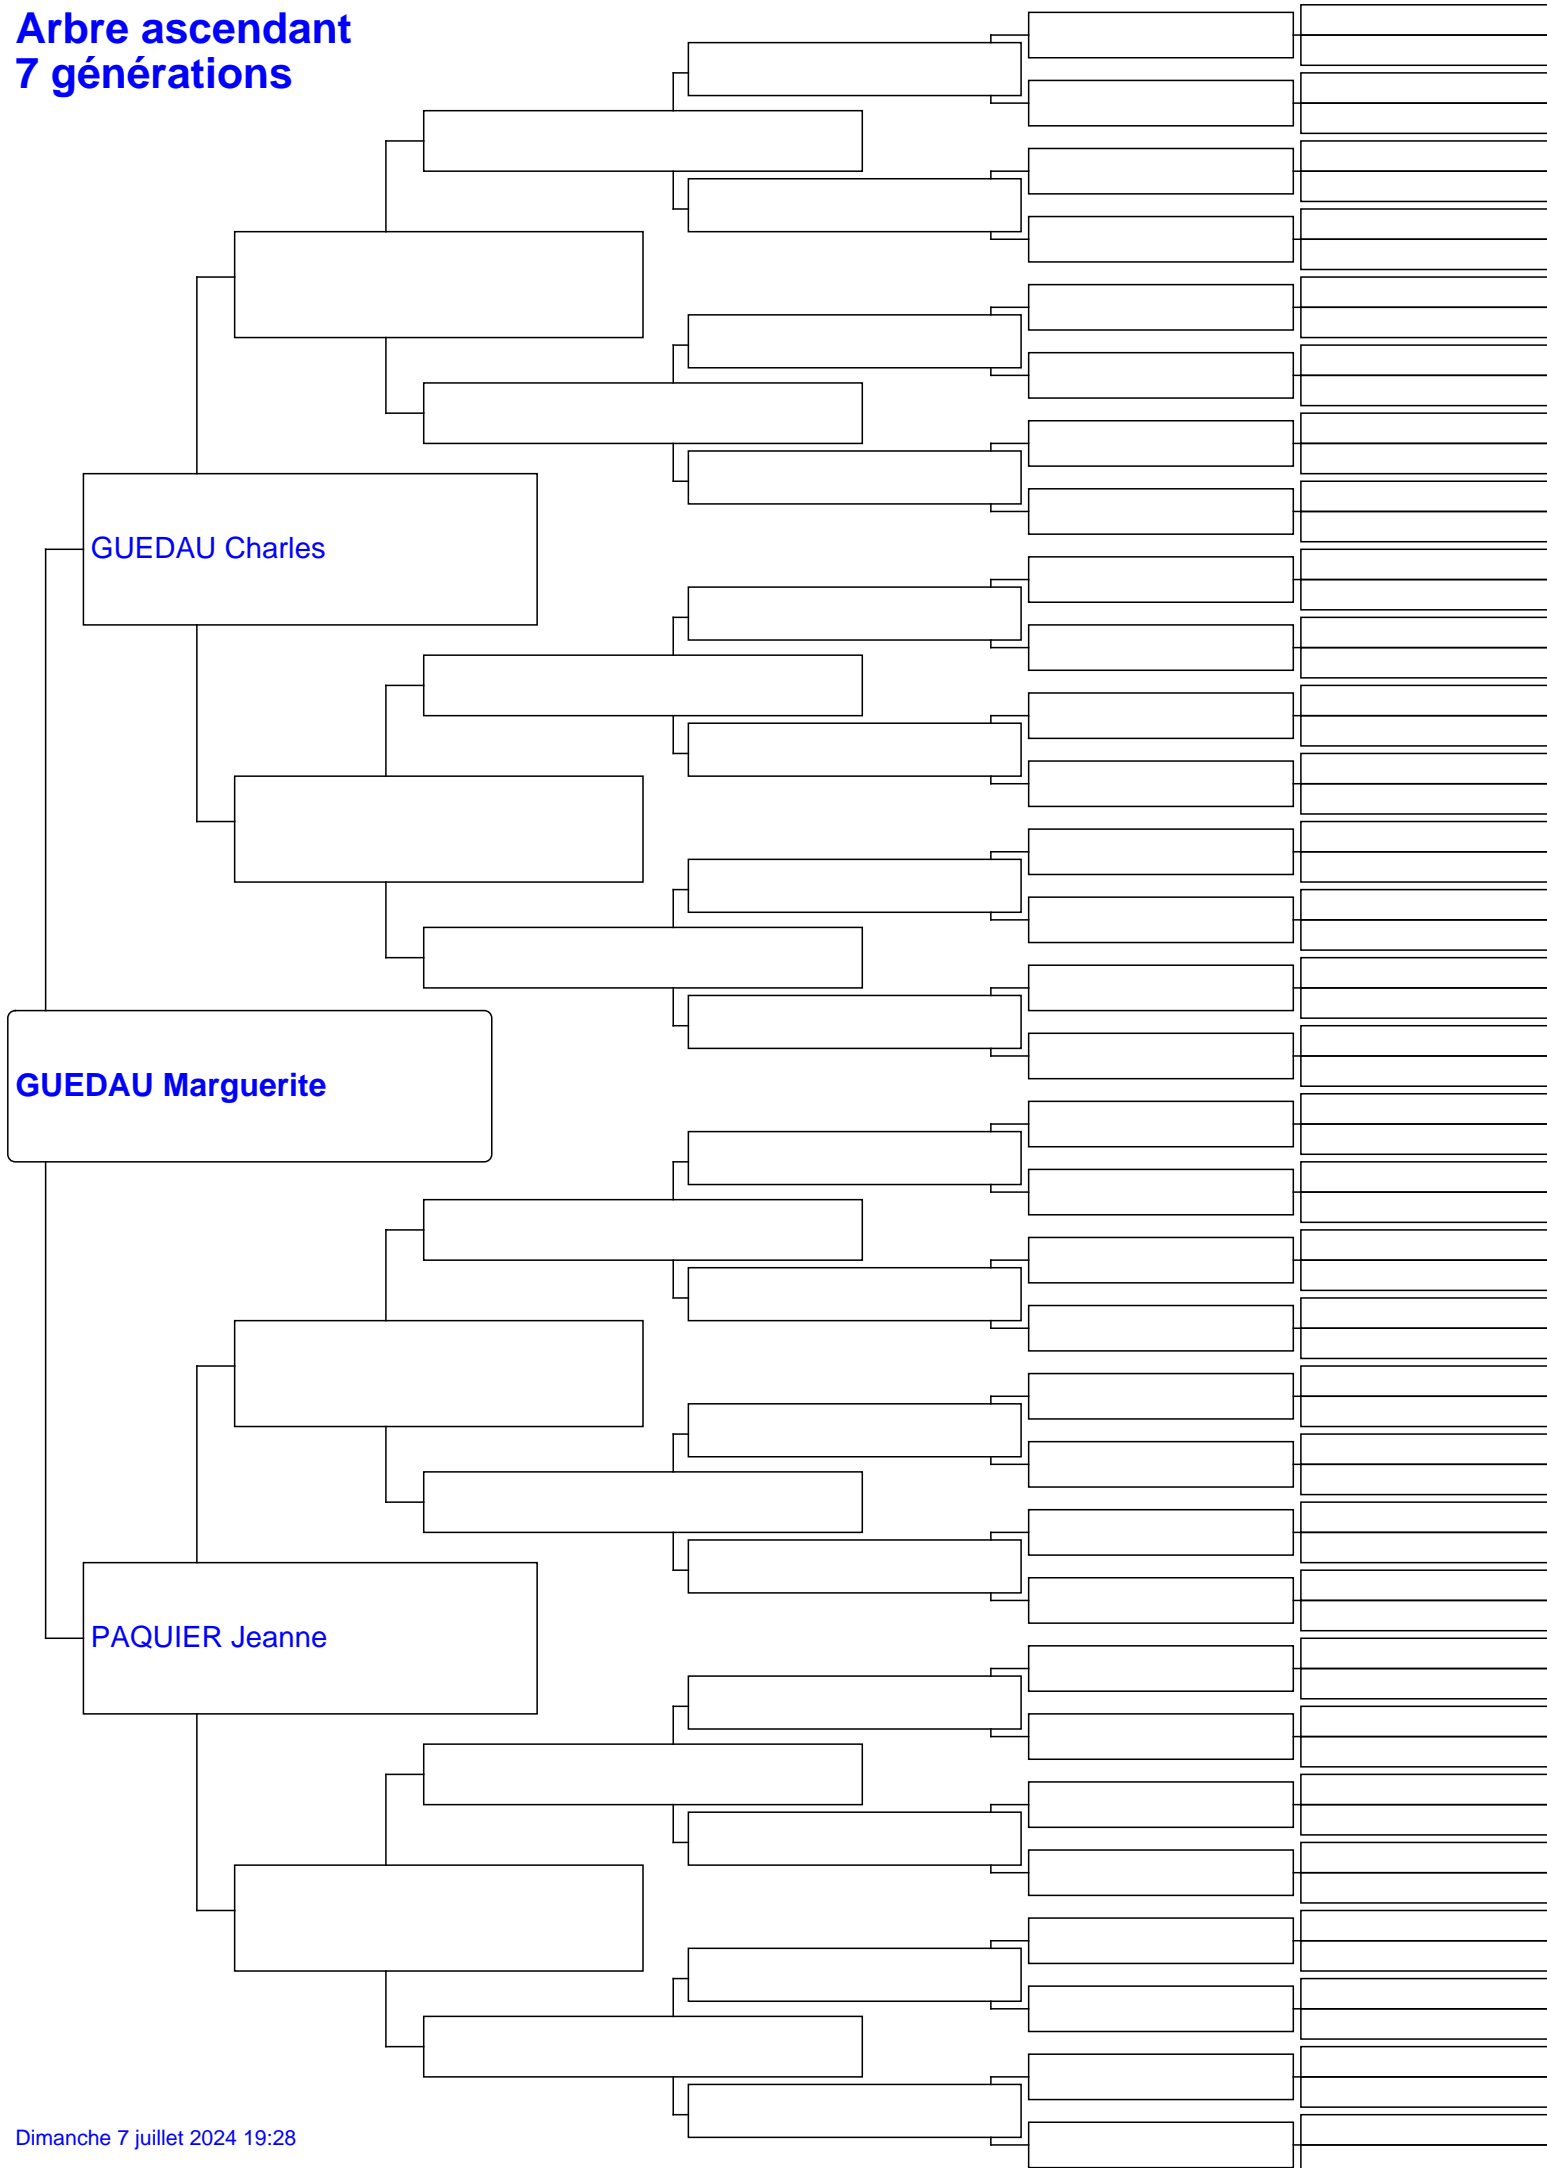 Arbre ascendant
7 générations
GUEDAU Charles
GUEDAU Marguerite
PAQUIER Jeanne
Dimanche 7 juillet 2024 19:28